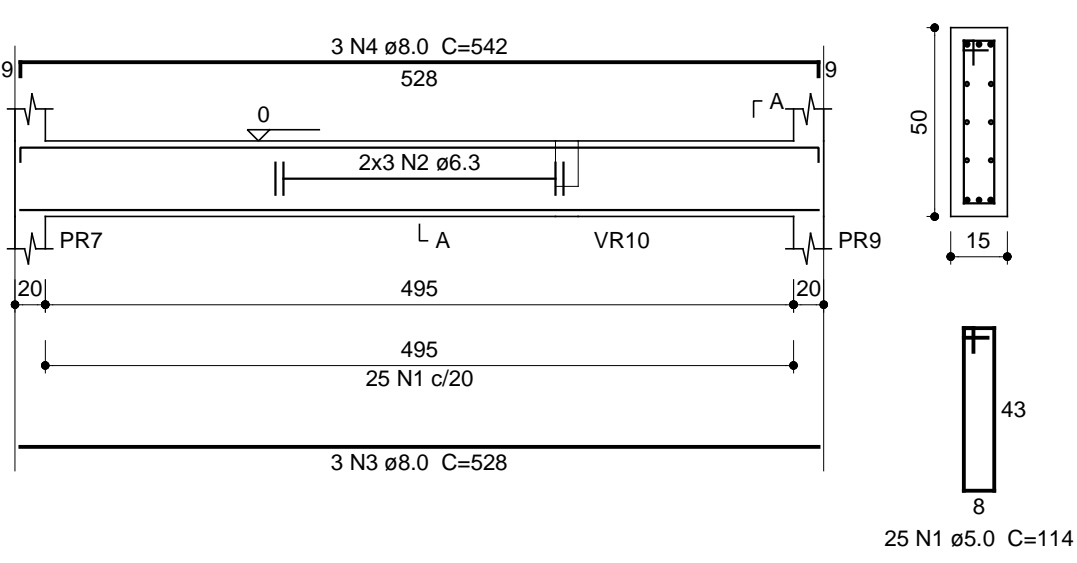 3 N4 ø8.0 C=542
9
528
9
A
0
50
2x3 N2 ø6.3
PR7
A
VR10
PR9
15
20
495
20
495
25 N1 c/20
43
3 N3 ø8.0 C=528
8
25 N1 ø5.0 C=114